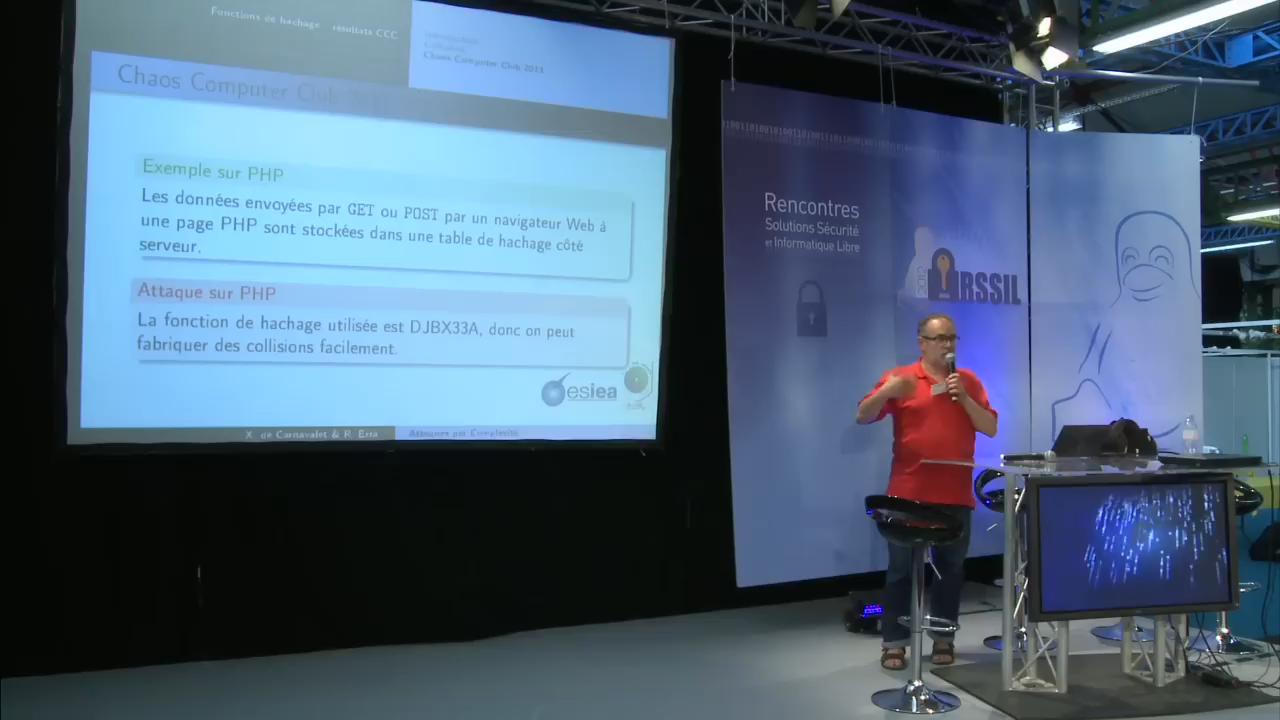 Fonctions de hachage résultats CCC
Chaos Computer Club 2011
Chaos Computer Club
Exemple sur PHP
Les données envoyées par GET ou POST par un navigateur Web à
une page PHP sont stockées dans une table de hachage côté
serveur.
Attaque sur PHP
La fonction de hachage utilisée est DJBX33A, donc on peut
fabriquer des collisions facilement.
esiea
X. de Carnavalet & R. Erra
Attaques par Complexité
Rencontres
Solutions Sécurité
et Informatique Libre
RSSIL